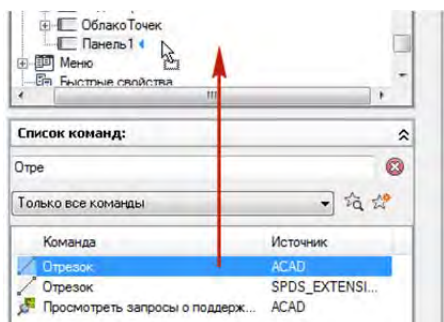 ОблакоТочек
Панель1
Меню
Быстрые свойства
Список команд:
Отре
Только все команды
Команда Источник
Отрезок ACAD
Отрезок SPDS_EXTENSI...
Просмотреть запросы о поддерж... ACAD